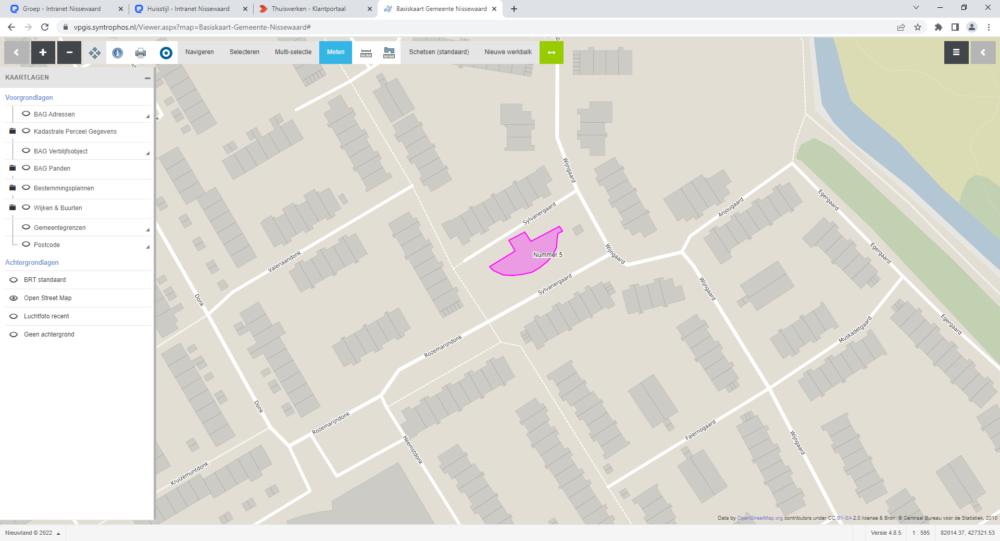 Groep - Intranet Nissewaard
Huisstijl - Intranet Nissewaard
Thuiswerken - Klantportaal
Basiskaart Gemeente Nissewaard
vpgis.syntrophos.nl/Viewer.aspx?map=Basiskaart-Gemeente-Nissewaard#
Navigeren
Selecteren
Multi-selectie
Meten
Schetsen (standaard)
Nieuwe werkbalk
KAARTLAGEN
Voorgrondlagen
BAG Adressen
Kadastrale Perceel Gegevens
BAG Verblijfsobject
BAG Panden
Bestemmingsplannen
Wijken & Buurten
Gemeentegrenzen
Postcode
Achtergrondlagen
BRT standaard
Open Street Map
Luchtfoto recent
Geen achtergrond
Wijngaard
Sylvanergaard
Anjougaard
Egergaard
Nummer 5
Wijngaard
Egergaard
Valeriaandonk
Sylvanergaard
Wijngaard
Donk
Egergaard
Muskadetgaard
Rozemarijndonk
Donk
Rozemarijndonk
Falernogaard
Wijngaard
Heemstdonk
Kruizemuntdonk
Data by OpenStreetMap.org contributors under CC BY-SA 2.0 license & Bron: © Centraal Bureau voor de Statistiek, 2010
Nieuwland © 2022
Versie 4.8.5
1 : 595
82014.37, 427321.53